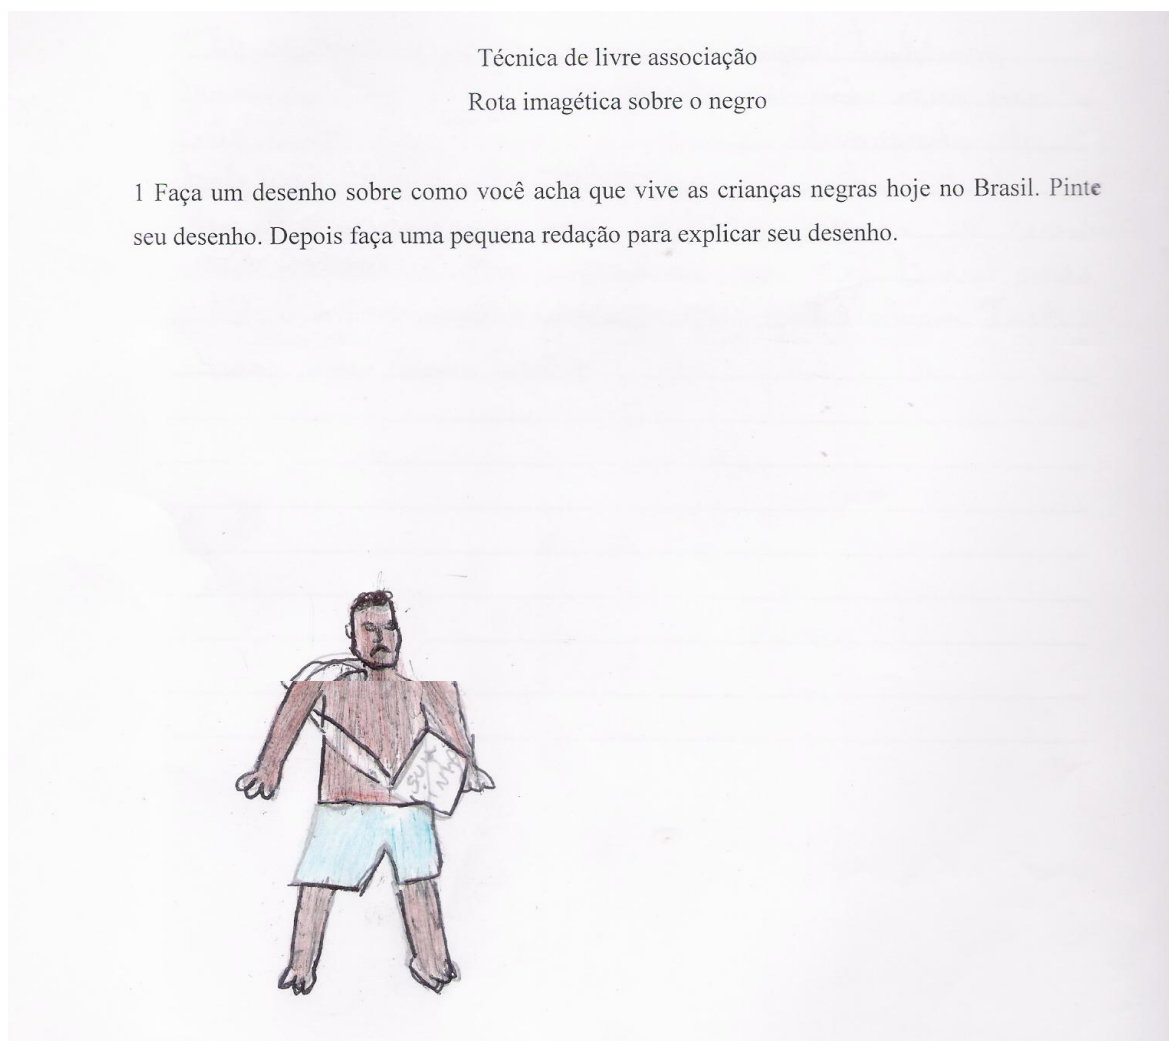 Técnica de livre associação
Rota imagética sobre o negro
1 Faça um desenho sobre como você acha que vive as crianças negras hoje no Brasil. Pinte
seu desenho. Depois faça uma pequena redação para explicar seu desenho.